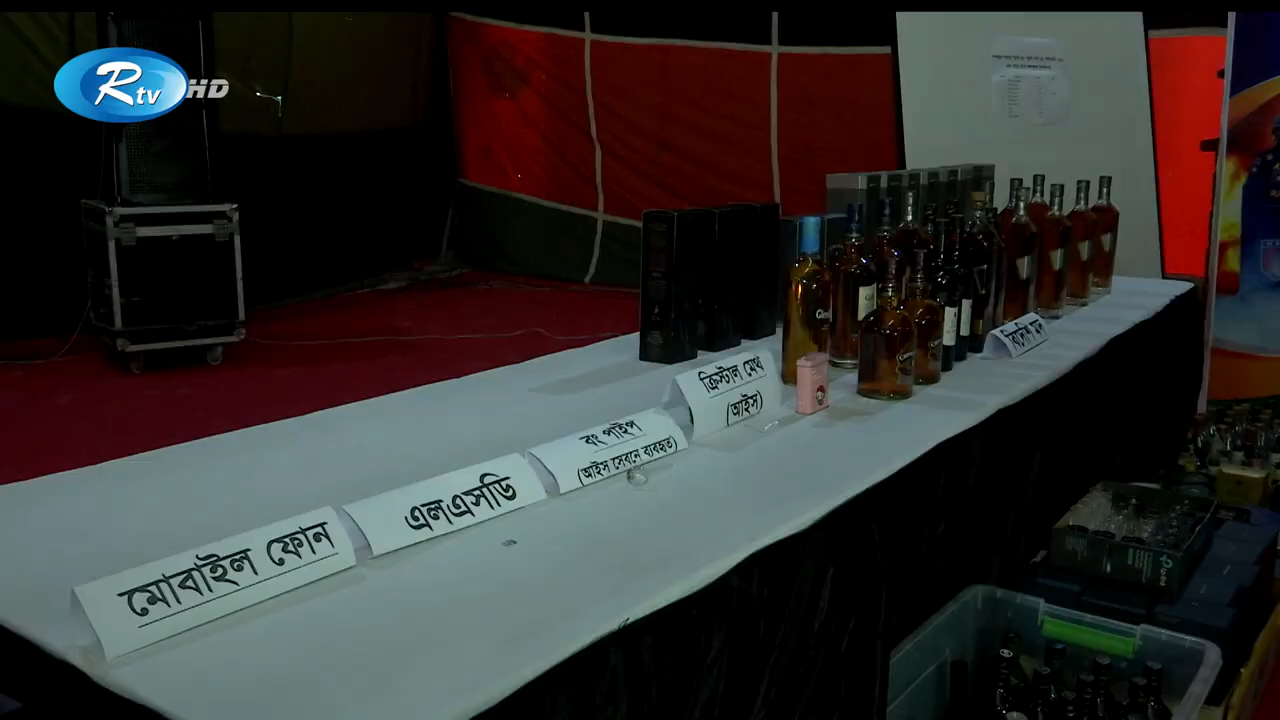 Rtv HD
মোবাইল ফোন
এলএসডি
বং পাইপ
(আইস সেবনে ব্যবহৃত)
ক্রিস্টাল মেথ
(আইস)
বিদেশি মদ